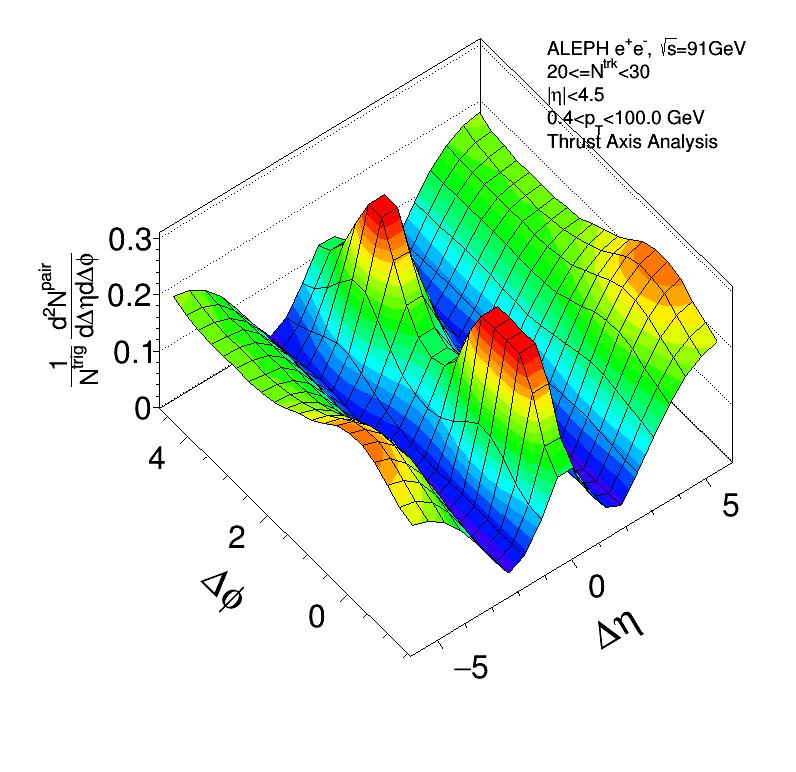 ALEPH e⁺e⁻, √s=91GeV
20<=Nᵗʳᵏ<30
|η|<4.5
0.4<p_T<100.0 GeV
Thrust Axis Analysis
1/N^trig d²N^pair/dΔηdΔϕ
0.3
0.2
0.1
0
4
2
0
Δϕ
−5
0
5
Δη